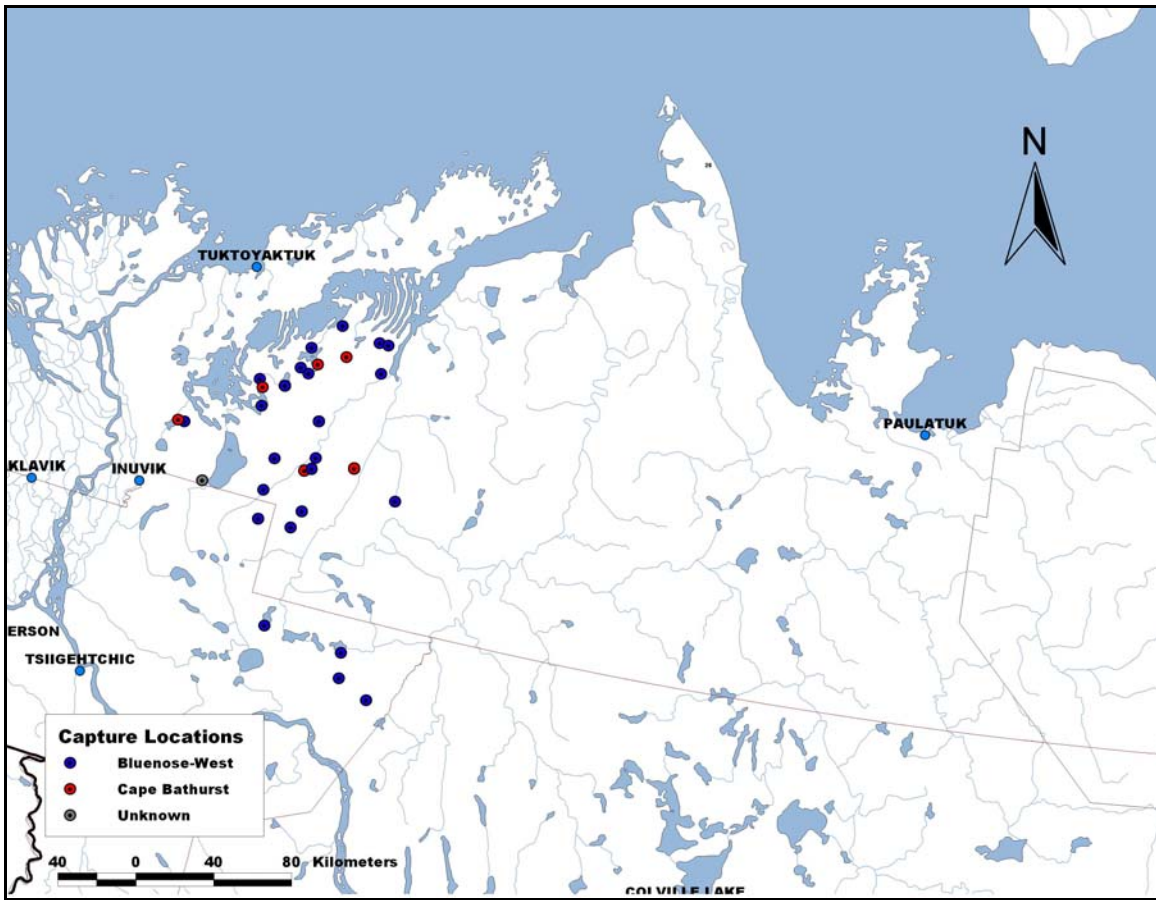 N
26
TUKTOYAKTUK
PAULATUK
KLAVIK
INUVIK
ERSON
TSIIGEHTCHIC
Capture Locations
Bluenose-West
Cape Bathurst
Unknown
40 0 40 80 Kilometers
COLVILLE LAKE